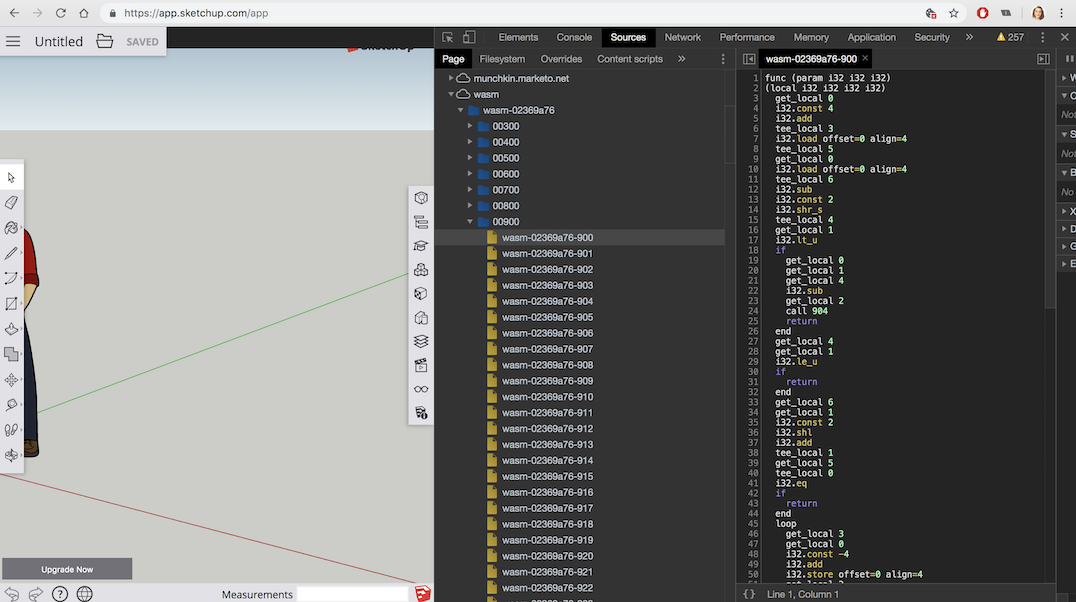 https://app.sketchup.com/app
Untitled
SAVED
SketchUp
Upgrade Now
Measurements
Elements Console Sources Network Performance Memory Application Security » 257
Page Filesystem Overrides Content scripts »
munchkin.marketo.net
wasm
wasm-02369a76
00300
00400
00500
00600
00700
00800
00900
wasm-02369a76-900
wasm-02369a76-901
wasm-02369a76-902
wasm-02369a76-903
wasm-02369a76-904
wasm-02369a76-905
wasm-02369a76-906
wasm-02369a76-907
wasm-02369a76-908
wasm-02369a76-909
wasm-02369a76-910
wasm-02369a76-911
wasm-02369a76-912
wasm-02369a76-913
wasm-02369a76-914
wasm-02369a76-915
wasm-02369a76-916
wasm-02369a76-917
wasm-02369a76-918
wasm-02369a76-919
wasm-02369a76-920
wasm-02369a76-921
wasm-02369a76-922
wasm-02369a76-900 ×
1 func (param i32 i32 i32)
2 (local i32 i32 i32 i32)
3 get_local 0
4 i32.const 4
5 i32.add
6 tee_local 3
7 i32.load offset=0 align=4
8 tee_local 5
9 get_local 0
10 i32.load offset=0 align=4
11 tee_local 6
12 i32.sub
13 i32.const 2
14 i32.shr_s
15 tee_local 4
16 get_local 1
17 i32.lt_u
18 if
19 get_local 0
20 get_local 1
21 get_local 4
22 i32.sub
23 get_local 2
24 call 904
25 return
26 end
27 get_local 4
28 get_local 1
29 i32.le_u
30 if
31 return
32 end
33 get_local 6
34 get_local 1
35 i32.const 2
36 i32.shl
37 i32.add
38 tee_local 1
39 get_local 5
40 tee_local 0
41 i32.eq
42 if
43 return
44 end
45 loop
46 get_local 3
47 get_local 0
48 i32.const -4
49 i32.add
50 i32.store offset=0 align=4
{} Line 1, Column 1